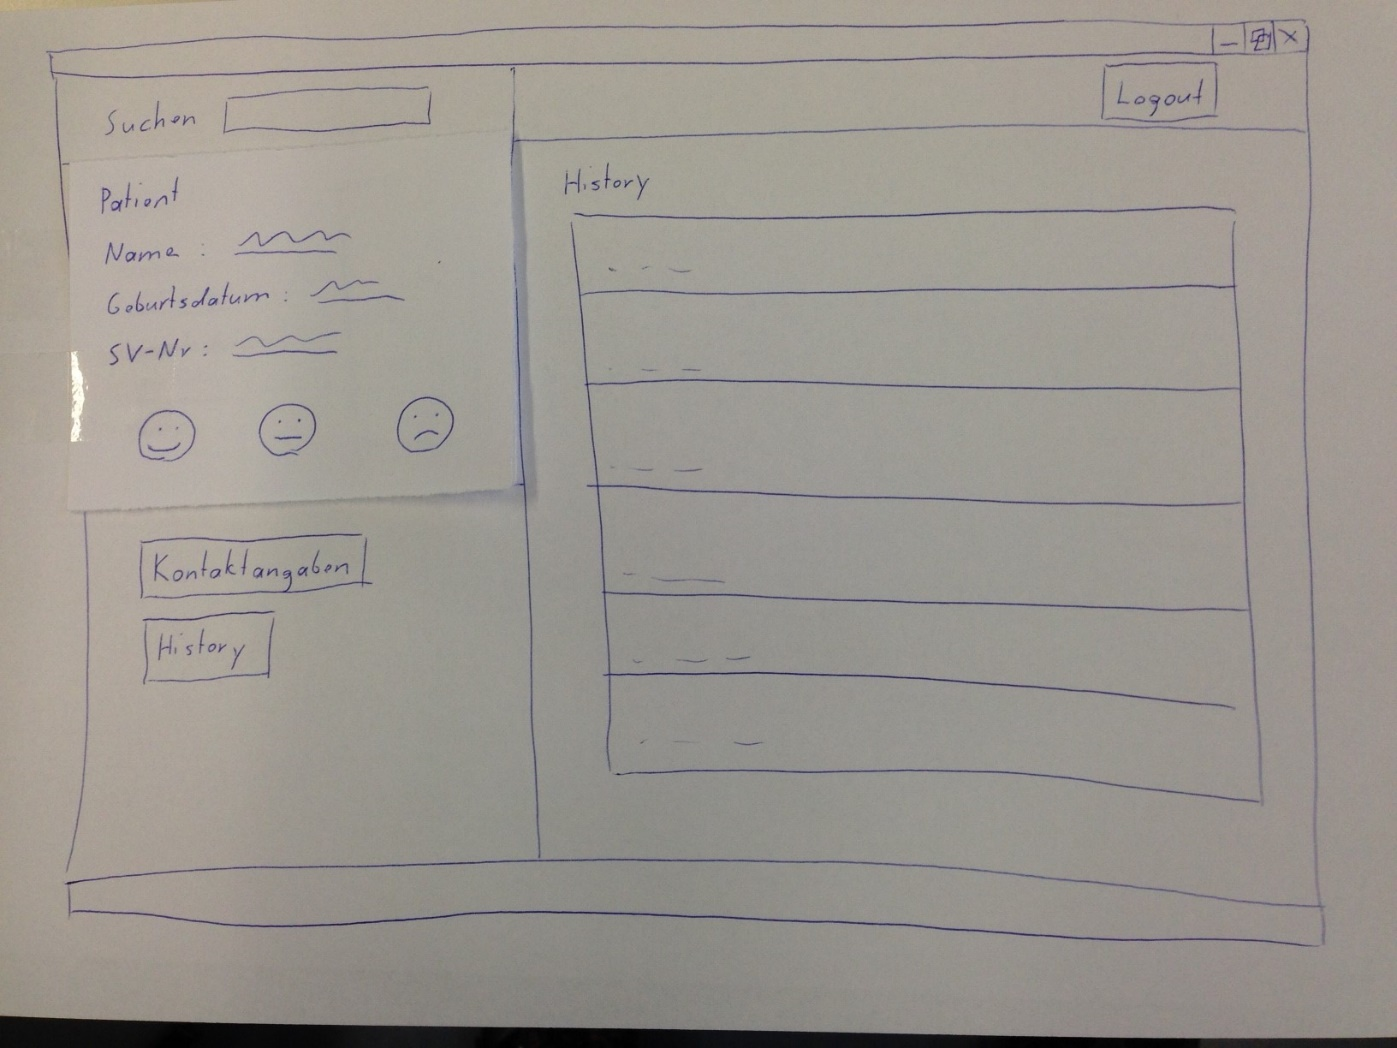 Suchen
Logout
Patient
Name :
Geburtsdatum :
SV-Nr :
Kontaktangaben
History
History